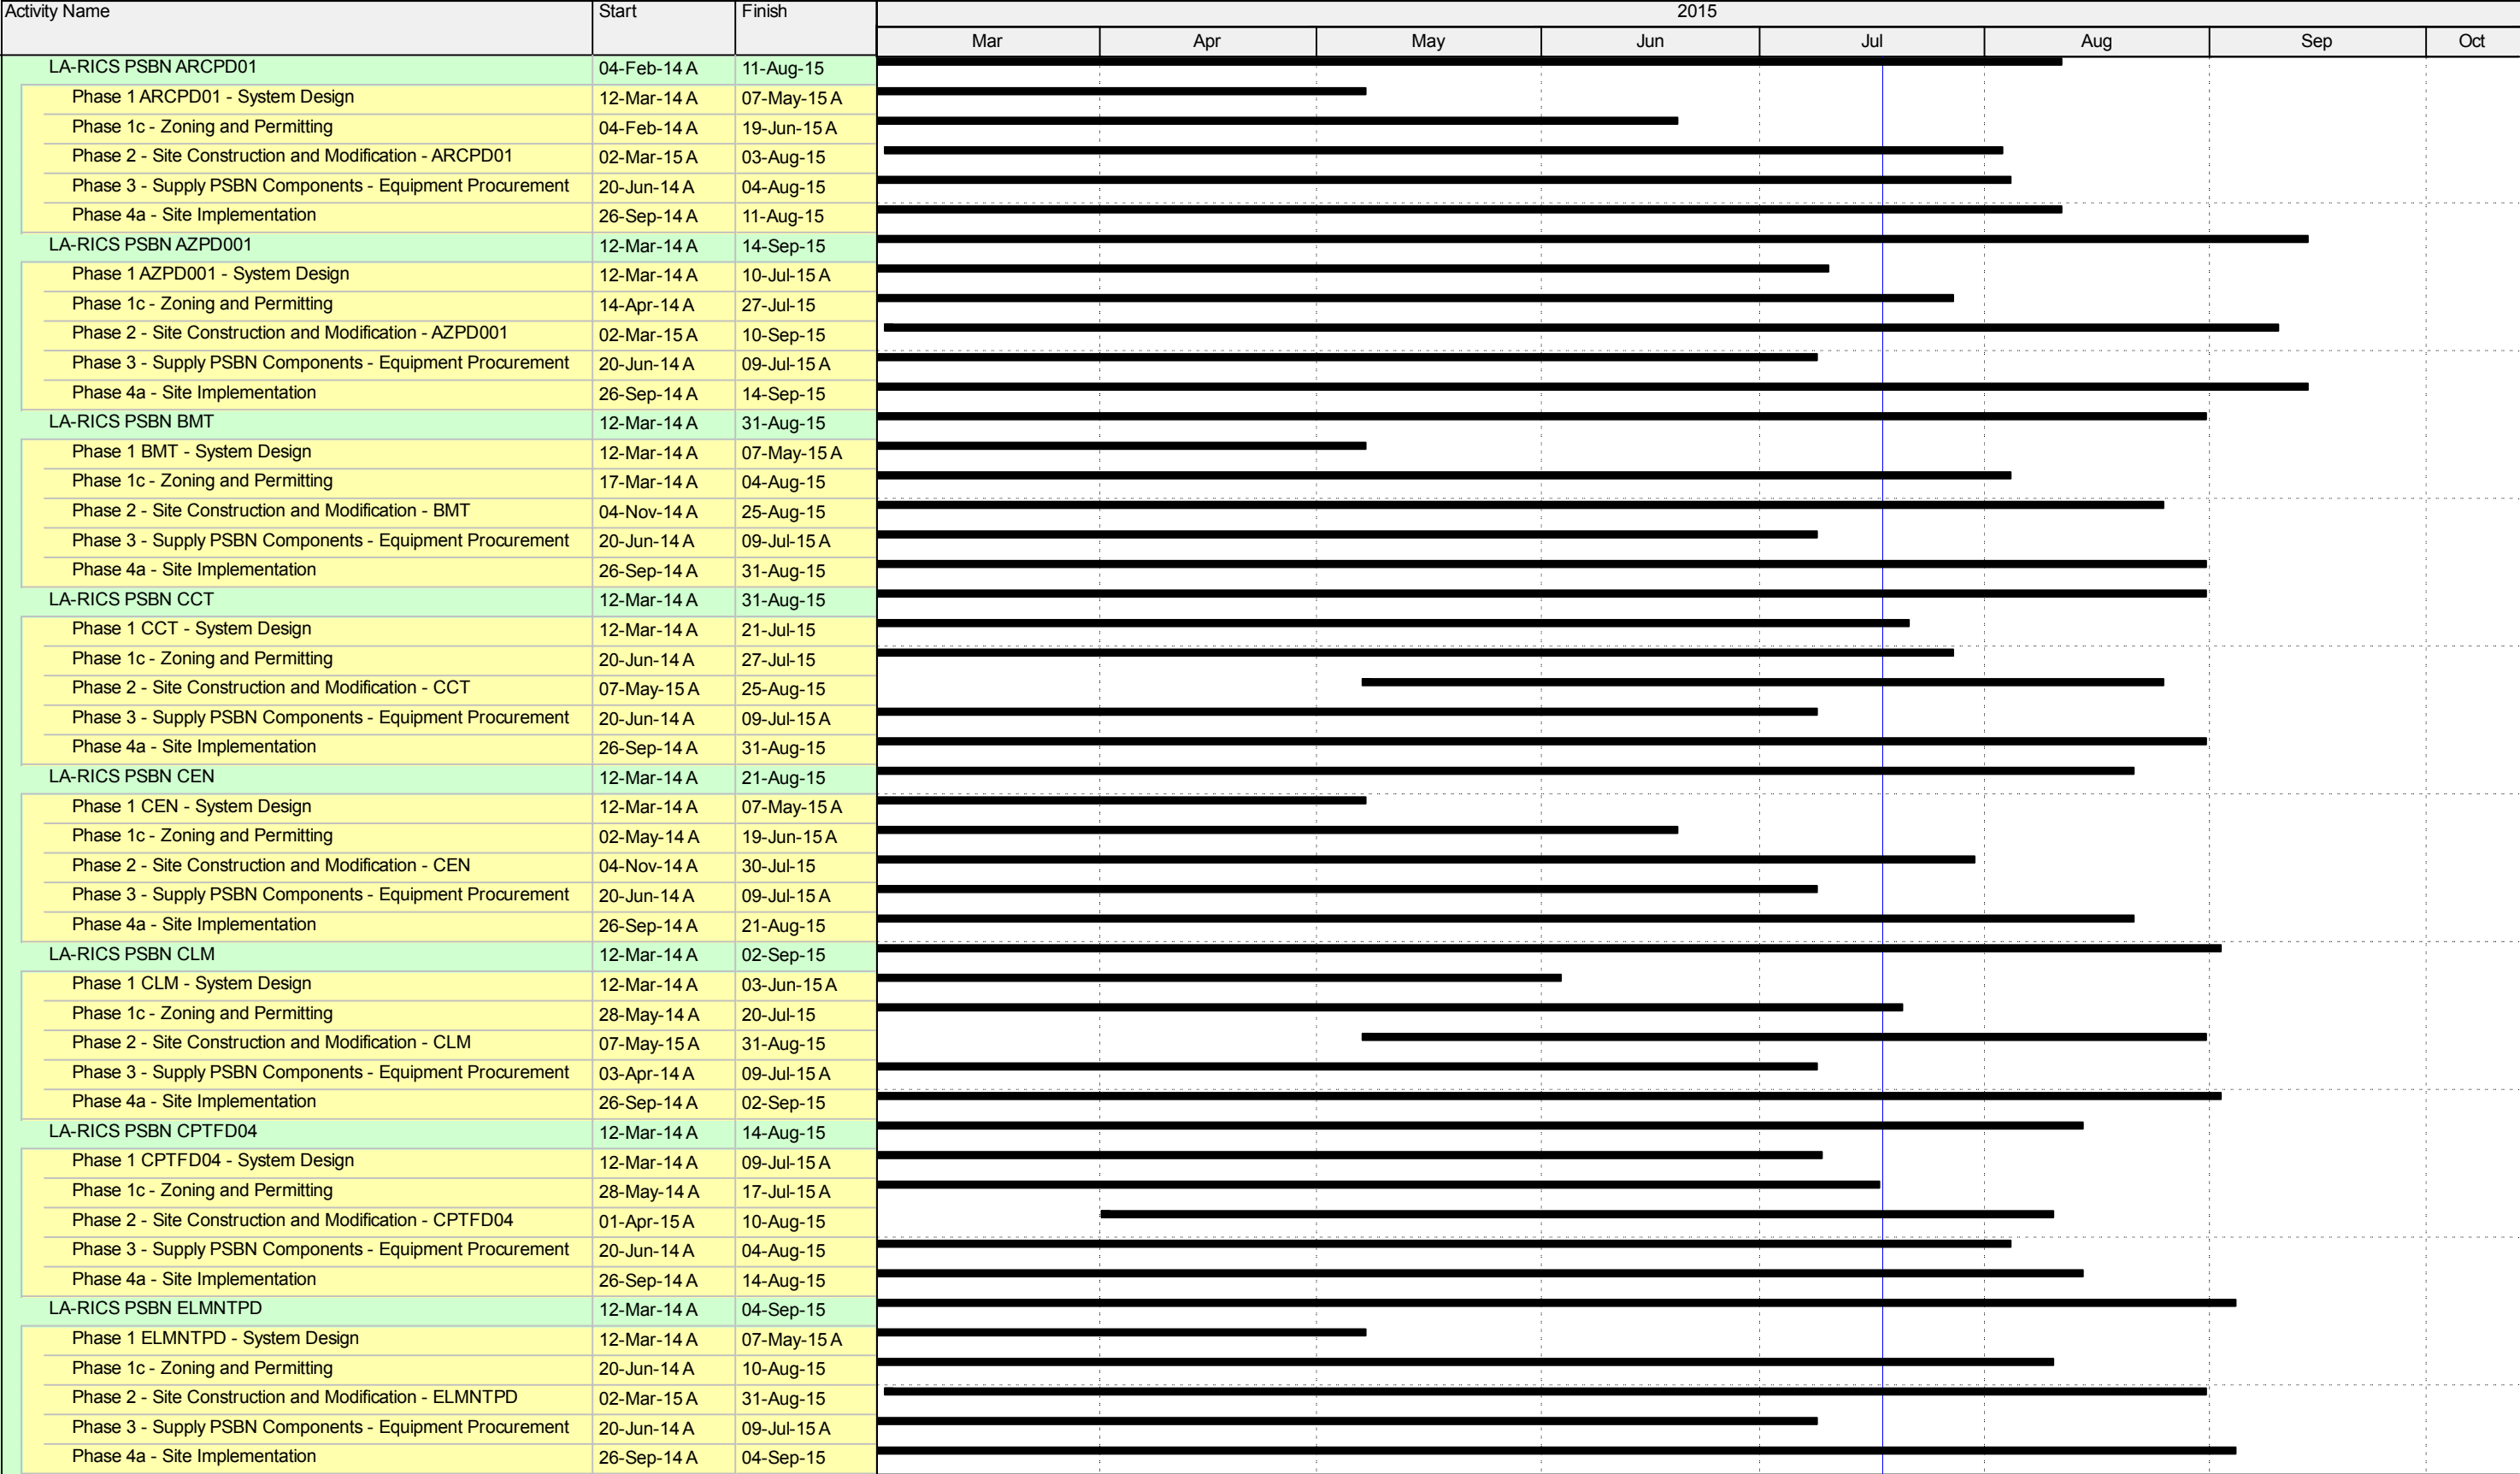 Activity Name Start Finish 2015
Mar Apr May Jun Jul Aug Sep Oct
LA-RICS PSBN ARCPD01 04-Feb-14 A 11-Aug-15
Phase 1 ARCPD01 - System Design 12-Mar-14 A 07-May-15 A
Phase 1c - Zoning and Permitting 04-Feb-14 A 19-Jun-15 A
Phase 2 - Site Construction and Modification - ARCPD01 02-Mar-15 A 03-Aug-15
Phase 3 - Supply PSBN Components - Equipment Procurement 20-Jun-14 A 04-Aug-15
Phase 4a - Site Implementation 26-Sep-14 A 11-Aug-15
LA-RICS PSBN AZPD001 12-Mar-14 A 14-Sep-15
Phase 1 AZPD001 - System Design 12-Mar-14 A 10-Jul-15 A
Phase 1c - Zoning and Permitting 14-Apr-14 A 27-Jul-15
Phase 2 - Site Construction and Modification - AZPD001 02-Mar-15 A 10-Sep-15
Phase 3 - Supply PSBN Components - Equipment Procurement 20-Jun-14 A 09-Jul-15 A
Phase 4a - Site Implementation 26-Sep-14 A 14-Sep-15
LA-RICS PSBN BMT 12-Mar-14 A 31-Aug-15
Phase 1 BMT - System Design 12-Mar-14 A 07-May-15 A
Phase 1c - Zoning and Permitting 17-Mar-14 A 04-Aug-15
Phase 2 - Site Construction and Modification - BMT 04-Nov-14 A 25-Aug-15
Phase 3 - Supply PSBN Components - Equipment Procurement 20-Jun-14 A 09-Jul-15 A
Phase 4a - Site Implementation 26-Sep-14 A 31-Aug-15
LA-RICS PSBN CCT 12-Mar-14 A 31-Aug-15
Phase 1 CCT - System Design 12-Mar-14 A 21-Jul-15
Phase 1c - Zoning and Permitting 20-Jun-14 A 27-Jul-15
Phase 2 - Site Construction and Modification - CCT 07-May-15 A 25-Aug-15
Phase 3 - Supply PSBN Components - Equipment Procurement 20-Jun-14 A 09-Jul-15 A
Phase 4a - Site Implementation 26-Sep-14 A 31-Aug-15
LA-RICS PSBN CEN 12-Mar-14 A 21-Aug-15
Phase 1 CEN - System Design 12-Mar-14 A 07-May-15 A
Phase 1c - Zoning and Permitting 02-May-14 A 19-Jun-15 A
Phase 2 - Site Construction and Modification - CEN 04-Nov-14 A 30-Jul-15
Phase 3 - Supply PSBN Components - Equipment Procurement 20-Jun-14 A 09-Jul-15 A
Phase 4a - Site Implementation 26-Sep-14 A 21-Aug-15
LA-RICS PSBN CLM 12-Mar-14 A 02-Sep-15
Phase 1 CLM - System Design 12-Mar-14 A 03-Jun-15 A
Phase 1c - Zoning and Permitting 28-May-14 A 20-Jul-15
Phase 2 - Site Construction and Modification - CLM 07-May-15 A 31-Aug-15
Phase 3 - Supply PSBN Components - Equipment Procurement 03-Apr-14 A 09-Jul-15 A
Phase 4a - Site Implementation 26-Sep-14 A 02-Sep-15
LA-RICS PSBN CPTFD04 12-Mar-14 A 14-Aug-15
Phase 1 CPTFD04 - System Design 12-Mar-14 A 09-Jul-15 A
Phase 1c - Zoning and Permitting 28-May-14 A 17-Jul-15 A
Phase 2 - Site Construction and Modification - CPTFD04 01-Apr-15 A 10-Aug-15
Phase 3 - Supply PSBN Components - Equipment Procurement 20-Jun-14 A 04-Aug-15
Phase 4a - Site Implementation 26-Sep-14 A 14-Aug-15
LA-RICS PSBN ELMNTPD 12-Mar-14 A 04-Sep-15
Phase 1 ELMNTPD - System Design 12-Mar-14 A 07-May-15 A
Phase 1c - Zoning and Permitting 20-Jun-14 A 10-Aug-15
Phase 2 - Site Construction and Modification - ELMNTPD 02-Mar-15 A 31-Aug-15
Phase 3 - Supply PSBN Components - Equipment Procurement 20-Jun-14 A 09-Jul-15 A
Phase 4a - Site Implementation 26-Sep-14 A 04-Sep-15